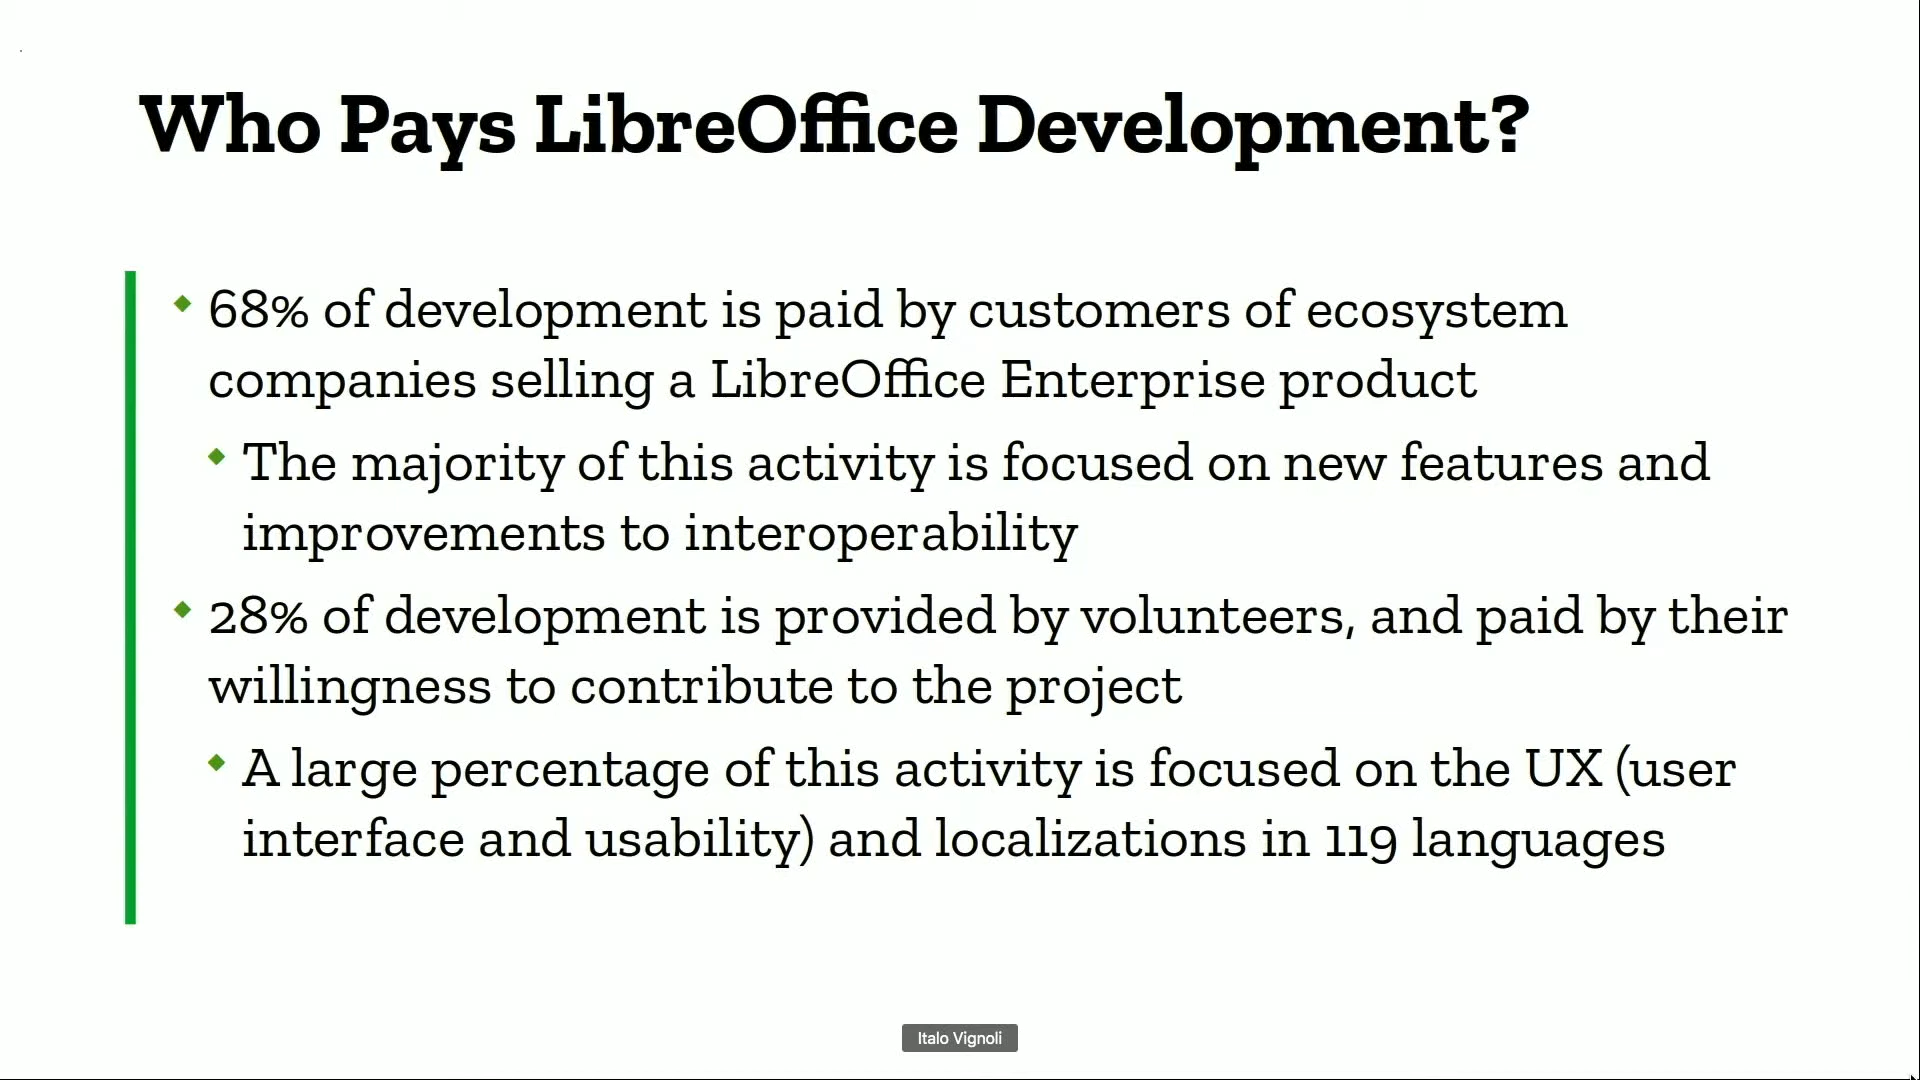 Who Pays LibreOffice Development?
68% of development is paid by customers of ecosystem
companies selling a LibreOffice Enterprise product
The majority of this activity is focused on new features and
improvements to interoperability
28% of development is provided by volunteers, and paid by their
willingness to contribute to the project
A large percentage of this activity is focused on the UX (user
interface and usability) and localizations in 119 languages
Italo Vignoli